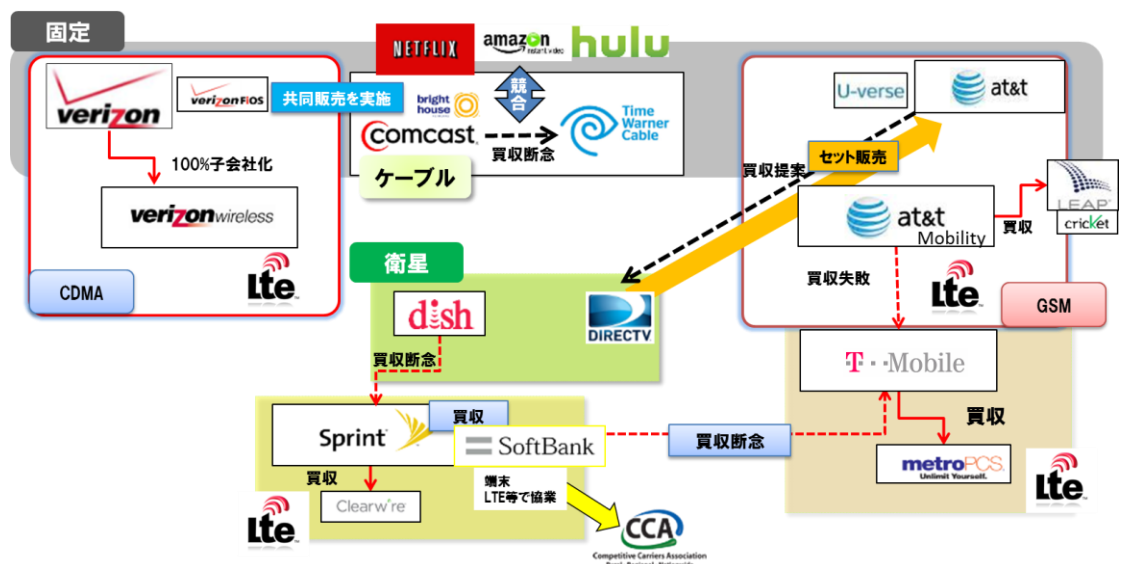 固定
NETFLIX
amazon
instant video
hulu
verizon
verizon FiOS
共同販売を実施
bright
house
競合
comcast.
買収断念
Time
Warner
Cable
ケーブル
100%子会社化
verizonwireless
Lte
CDMA
U-verse
at&t
買収提案
セット販売
at&t
Mobility
買収
LEAP
cricket
買収失敗
Lte
GSM
衛星
dish
DIRECTV
買収断念
T··Mobile
買収
metroPCS.
Unlimit Yourself.
Lte
Sprint
買収
SoftBank
買収断念
買収
Clearw're
端末
LTE等で協業
Lte
CCA
Competitive Carriers Association